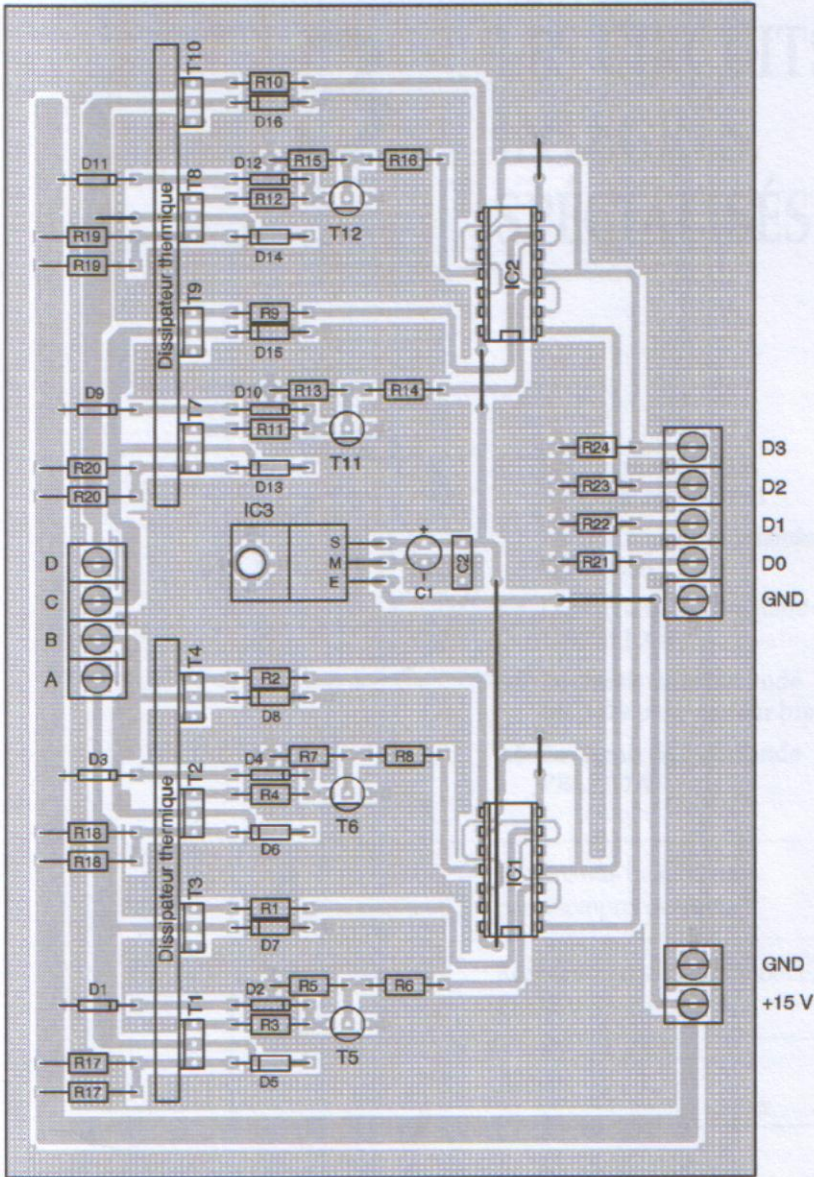 T10
R10
D16
D11
D12
R15
R16
T8
R12
T12
R19
D14
R19
IC2
Dissipateur thermique
T9
R9
D15
D9
D10
R13
R14
T7
R11
T11
R20
D13
R20
R24
D3
R23
D2
R22
D1
R21
D0
GND
IC3
S
M
E
+
-
C1
C2
D
C
B
A
T4
R2
D8
D3
D4
R7
R8
T2
R4
T6
R18
D6
R18
IC1
Dissipateur thermique
T3
R1
D7
D1
D2
R5
R6
T1
R3
T5
R17
D5
R17
GND
+15 V